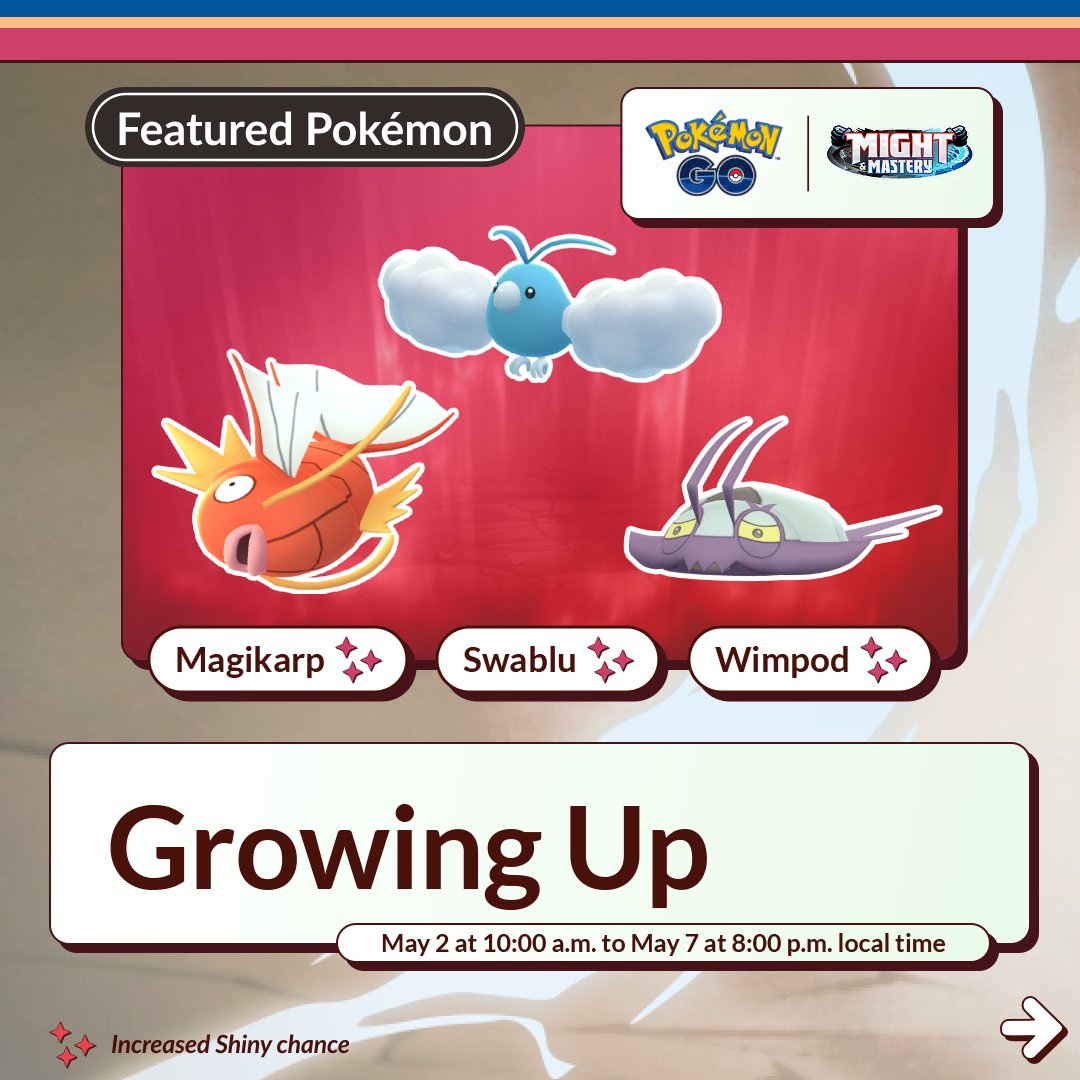 Featured Pokémon
POKÉMON
GO
MIGHT
& MASTERY
Magikarp
Swablu
Wimpod
Growing Up
May 2 at 10:00 a.m. to May 7 at 8:00 p.m. local time
Increased Shiny chance